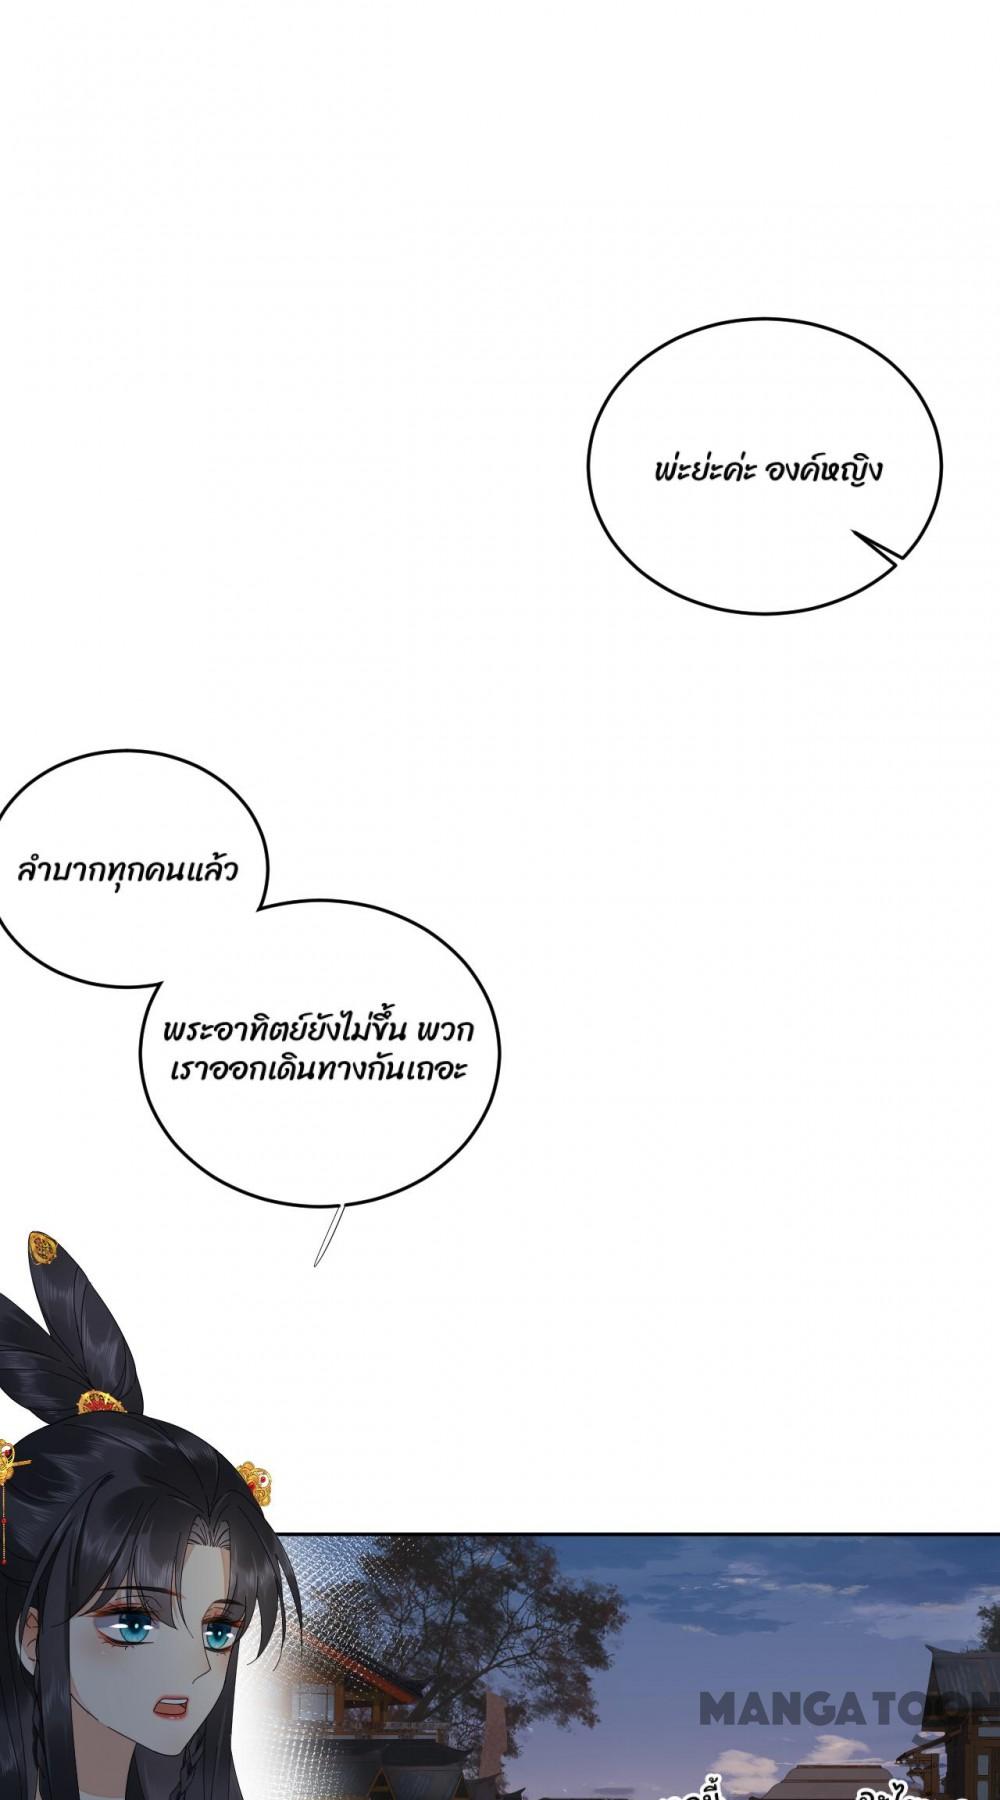 พ่ะย่ะค่ะ องค์หญิง
ลำบากทุกคนแล้ว
พระอาทิตย์ยังไม่ขึ้น พวก
เราออกเดินทางกันเถอะ
MANGA TOON